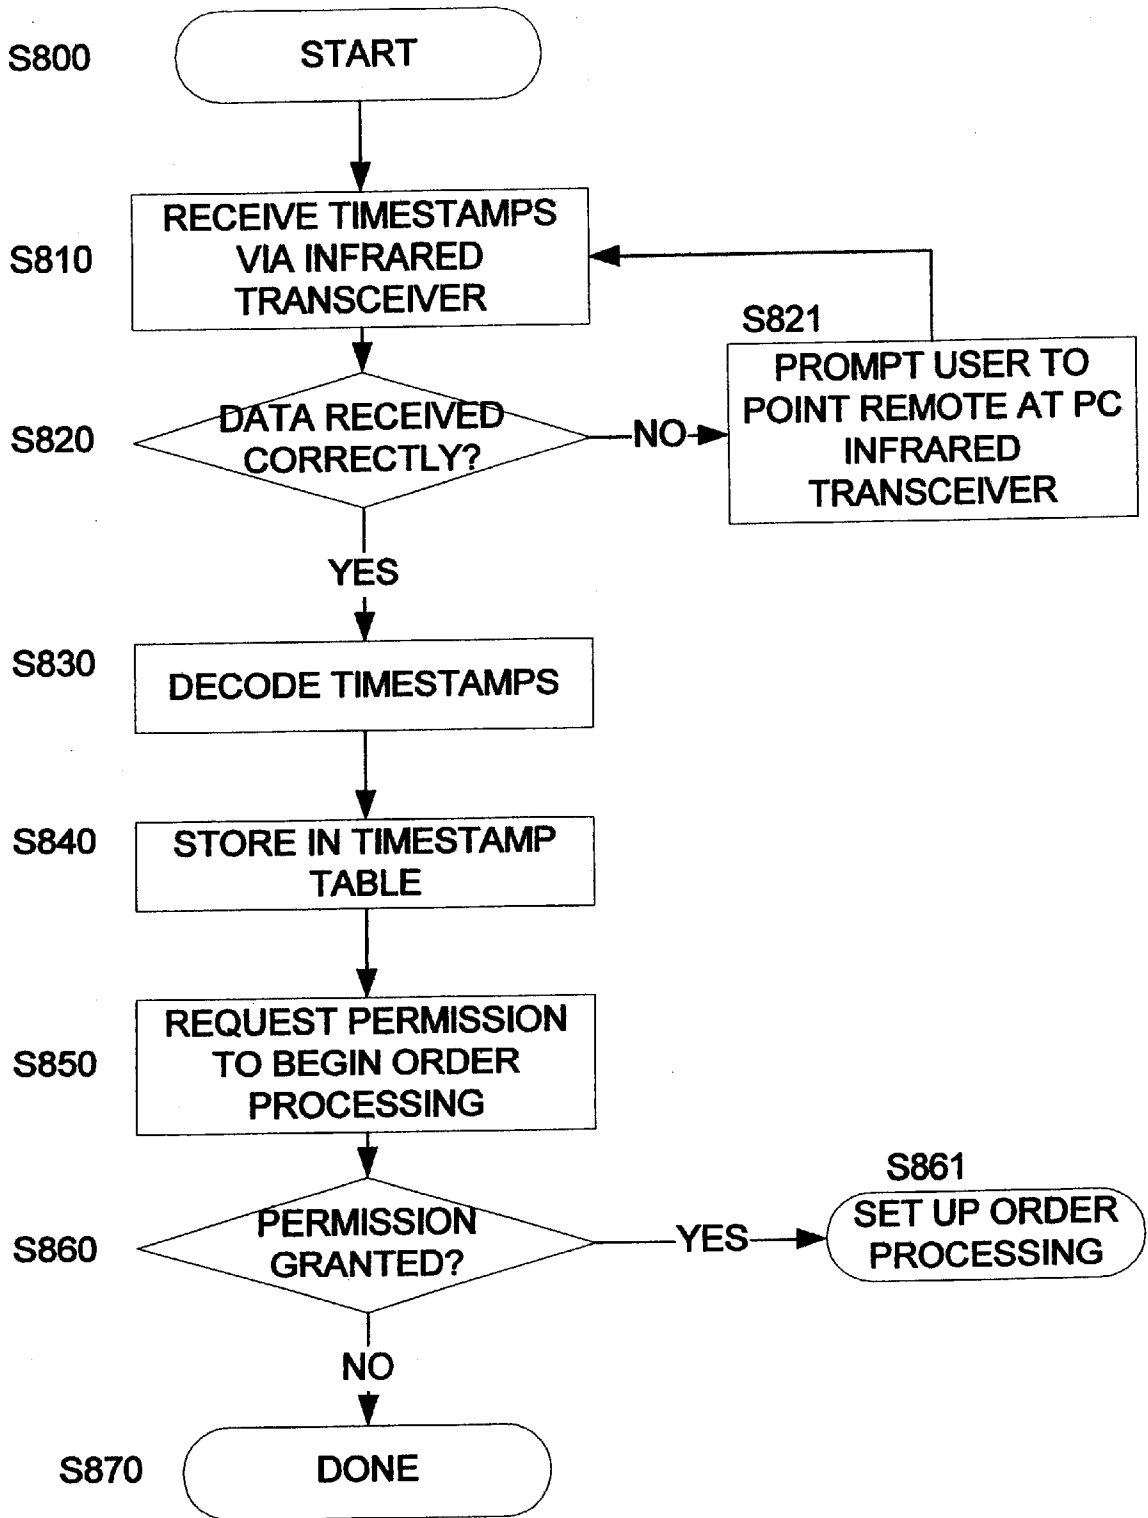 S800
START
S810
RECEIVE TIMESTAMPS
VIA INFRARED
TRANSCEIVER
S820
DATA RECEIVED
CORRECTLY?
NO
S821
PROMPT USER TO
POINT REMOTE AT PC
INFRARED
TRANSCEIVER
YES
S830
DECODE TIMESTAMPS
S840
STORE IN TIMESTAMP
TABLE
S850
REQUEST PERMISSION
TO BEGIN ORDER
PROCESSING
S860
PERMISSION
GRANTED?
YES
S861
SET UP ORDER
PROCESSING
NO
S870
DONE